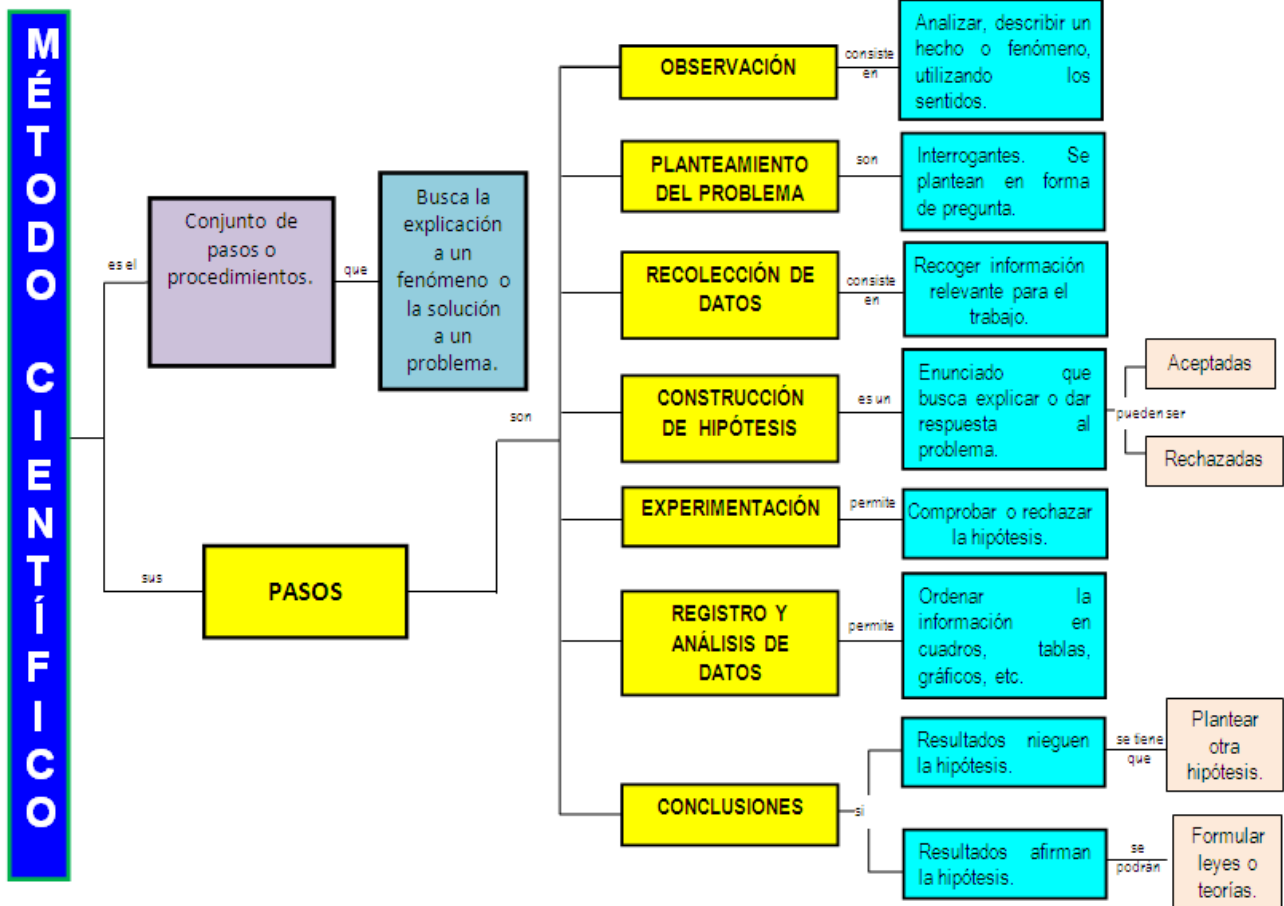 MÉTODO CIENTÍFICO
es el
Conjunto de
pasos o
procedimientos.
que
Busca la
explicación
a un
fenómeno o
la solución
a un
problema.
sus
PASOS
son
OBSERVACIÓN
consiste
en
Analizar, describir un
hecho o fenómeno,
utilizando los
sentidos.
PLANTEAMIENTO
DEL PROBLEMA
son
Interrogantes. Se
plantean en forma
de pregunta.
RECOLECCIÓN DE
DATOS
consiste
en
Recoger información
relevante para el
trabajo.
CONSTRUCCIÓN
DE HIPÓTESIS
es un
Enunciado que
busca explicar o dar
respuesta al
problema.
pueden ser
Aceptadas
Rechazadas
EXPERIMENTACIÓN
permite
Comprobar o rechazar
la hipótesis.
REGISTRO Y
ANÁLISIS DE
DATOS
permite
Ordenar la
información en
cuadros, tablas,
gráficos, etc.
CONCLUSIONES
si
Resultados nieguen
la hipótesis.
se tiene
que
Plantear
otra
hipótesis.
Resultados afirman
la hipótesis.
se
podrán
Formular
leyes o
teorías.